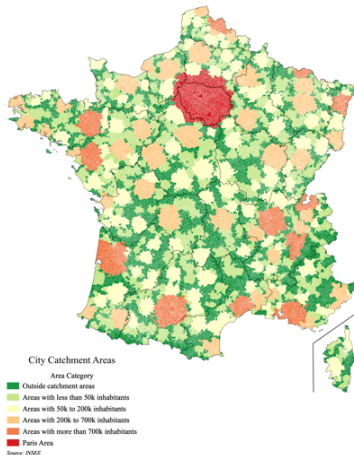 City Catchment Areas
Area Category
Outside catchment areas
Areas with less than 50k inhabitants
Areas with 50k to 200k inhabitants
Areas with 200k to 700k inhabitants
Areas with more than 700k inhabitants
Paris Area
Source: INSEE